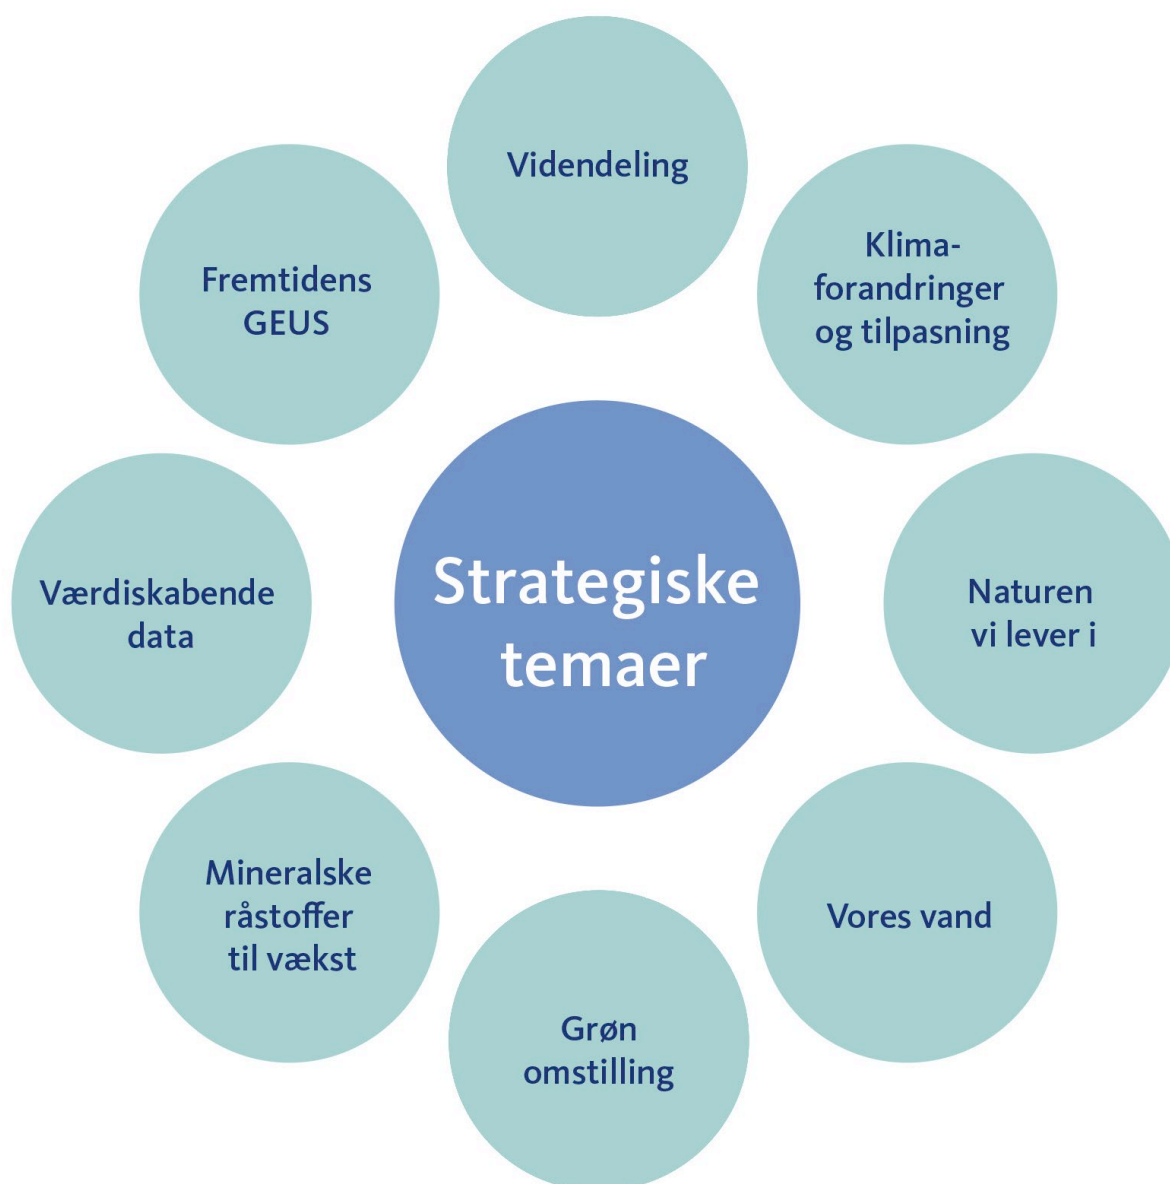 Videndeling
Klima-
forandringer
og tilpasning
Fremtidens
GEUS
Strategiske
temaer
Værdiskabende
data
Naturen
vi lever i
Mineralske
råstoffer
til vækst
Vores vand
Grøn
omstilling